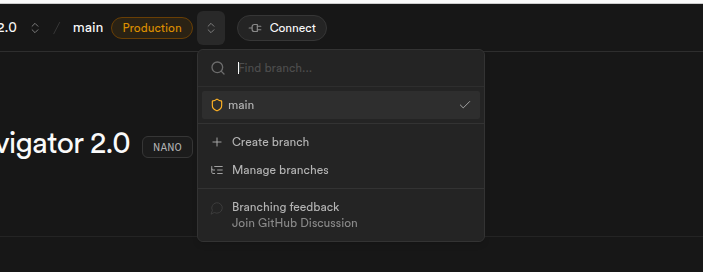 2.0 / main Production Connect
Find branch...
main
vigator 2.0 NANO
Create branch
Manage branches
Branching feedback
Join GitHub Discussion